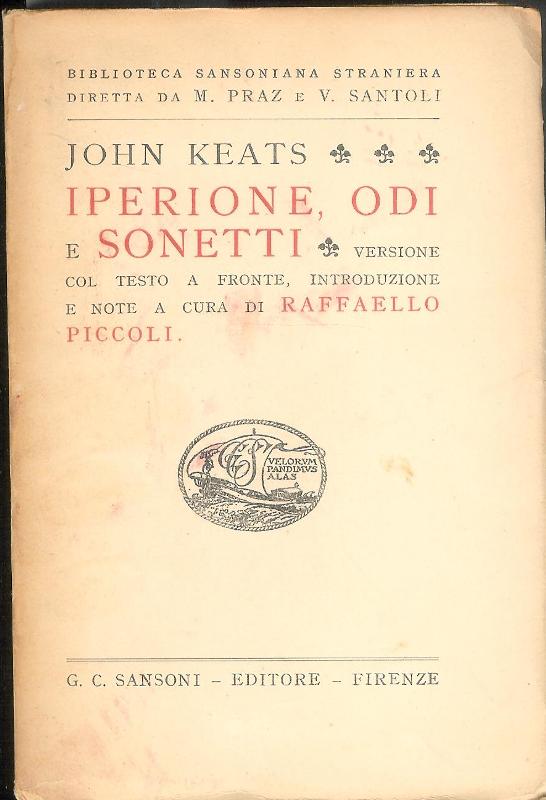 BIBLIOTECA SANSONIANA STRANIERA
DIRETTA DA M. PRAZ E V. SANTOLI
JOHN KEATS
IPERIONE, ODI
E SONETTI VERSIONE
COL TESTO A FRONTE, INTRODUZIONE
E NOTE A CURA DI RAFFAELLO
PICCOLI.
GCS
VELORVM
PANDIMVS
ALAS
G. C. SANSONI – EDITORE – FIRENZE